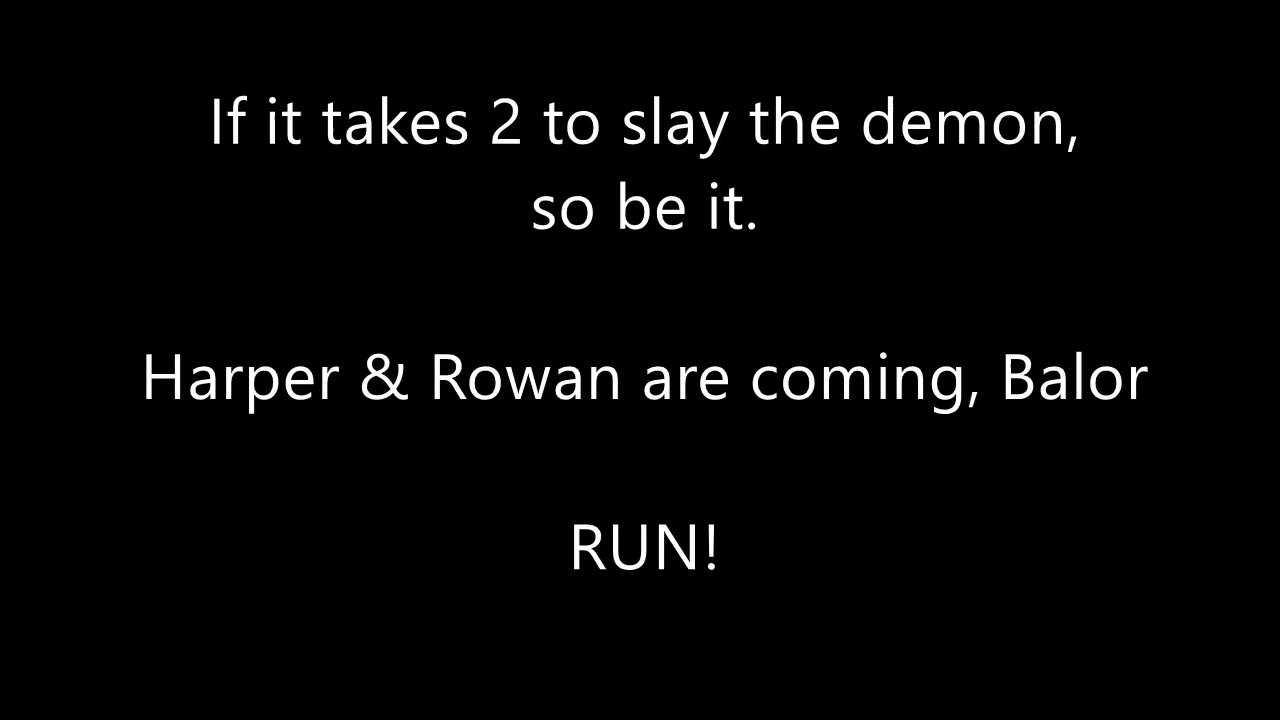 If it takes 2 to slay the demon,
so be it.
Harper & Rowan are coming, Balor
RUN!